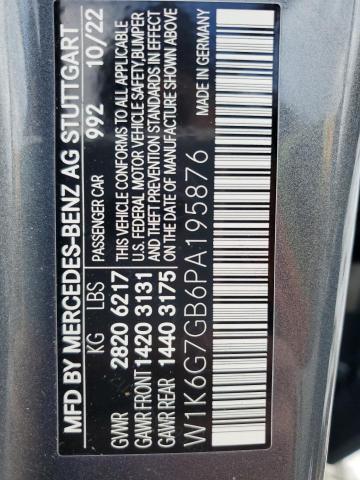 MFD BY MERCEDES-BENZ AG STUTTGART
KG LBS PASSENGER CAR 992 10/22
GVWR 2820 6217 THIS VEHICLE CONFORMS TO ALL APPLICABLE
GAWR FRONT 1420 3131 U.S. FEDERAL MOTOR VEHICLE SAFETY, BUMPER
GAWR REAR 1440 3175 AND THEFT PREVENTION STANDARDS IN EFFECT
ON THE DATE OF MANUFACTURE SHOWN ABOVE
W1K6G7GB6PA195876 MADE IN GERMANY